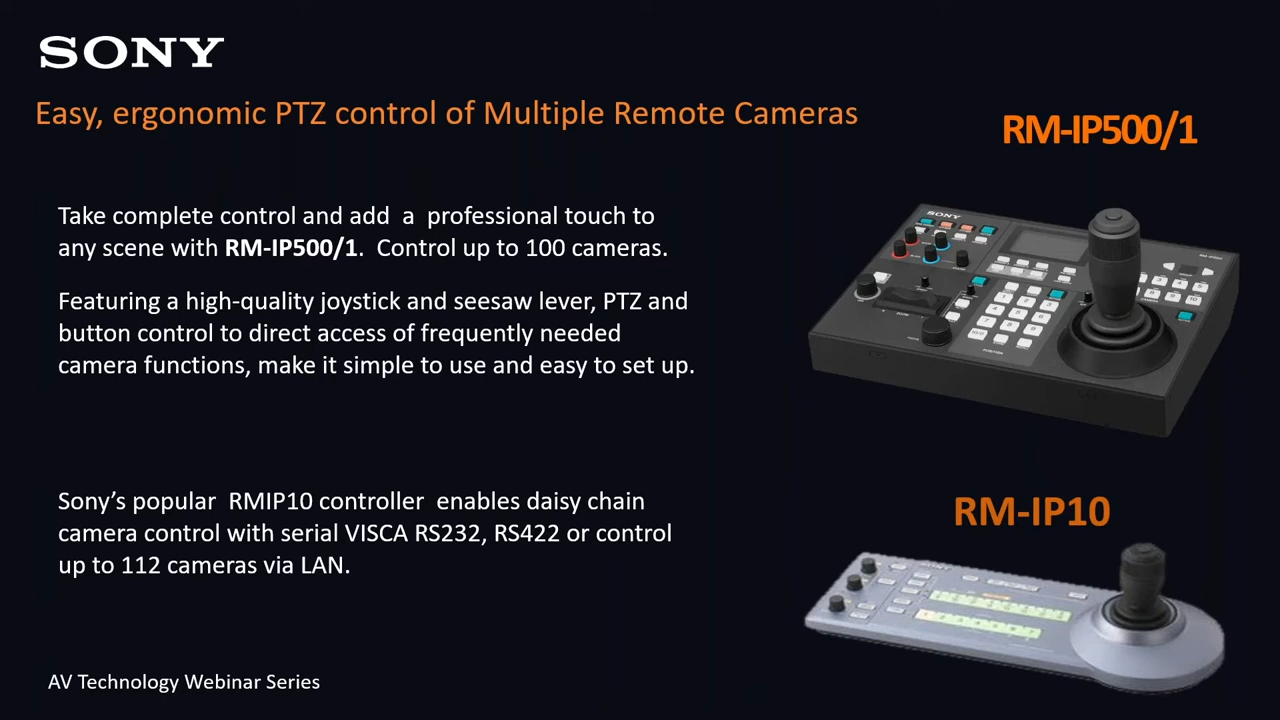 SONY
Easy, ergonomic PTZ control of Multiple Remote Cameras
RM-IP500/1
Take complete control and add a professional touch to
any scene with RM-IP500/1. Control up to 100 cameras.
Featuring a high-quality joystick and seesaw lever, PTZ and
button control to direct access of frequently needed
camera functions, make it simple to use and easy to set up.
SONY
Sony’s popular RMIP10 controller enables daisy chain
camera control with serial VISCA RS232, RS422 or control
up to 112 cameras via LAN.
RM-IP10
SONY
AV Technology Webinar Series